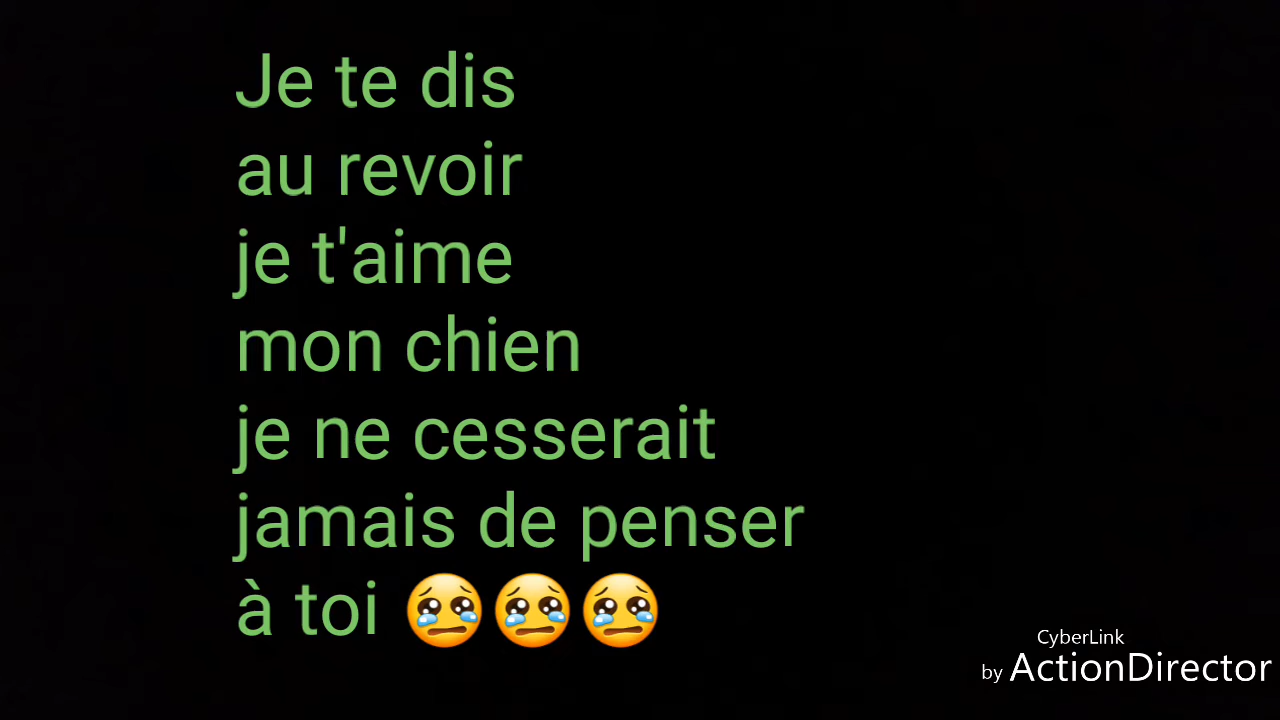 Je te dis
au revoir
je t'aime
mon chien
je ne cesserait
jamais de penser
à toi 😢😢😢
CyberLink
by ActionDirector